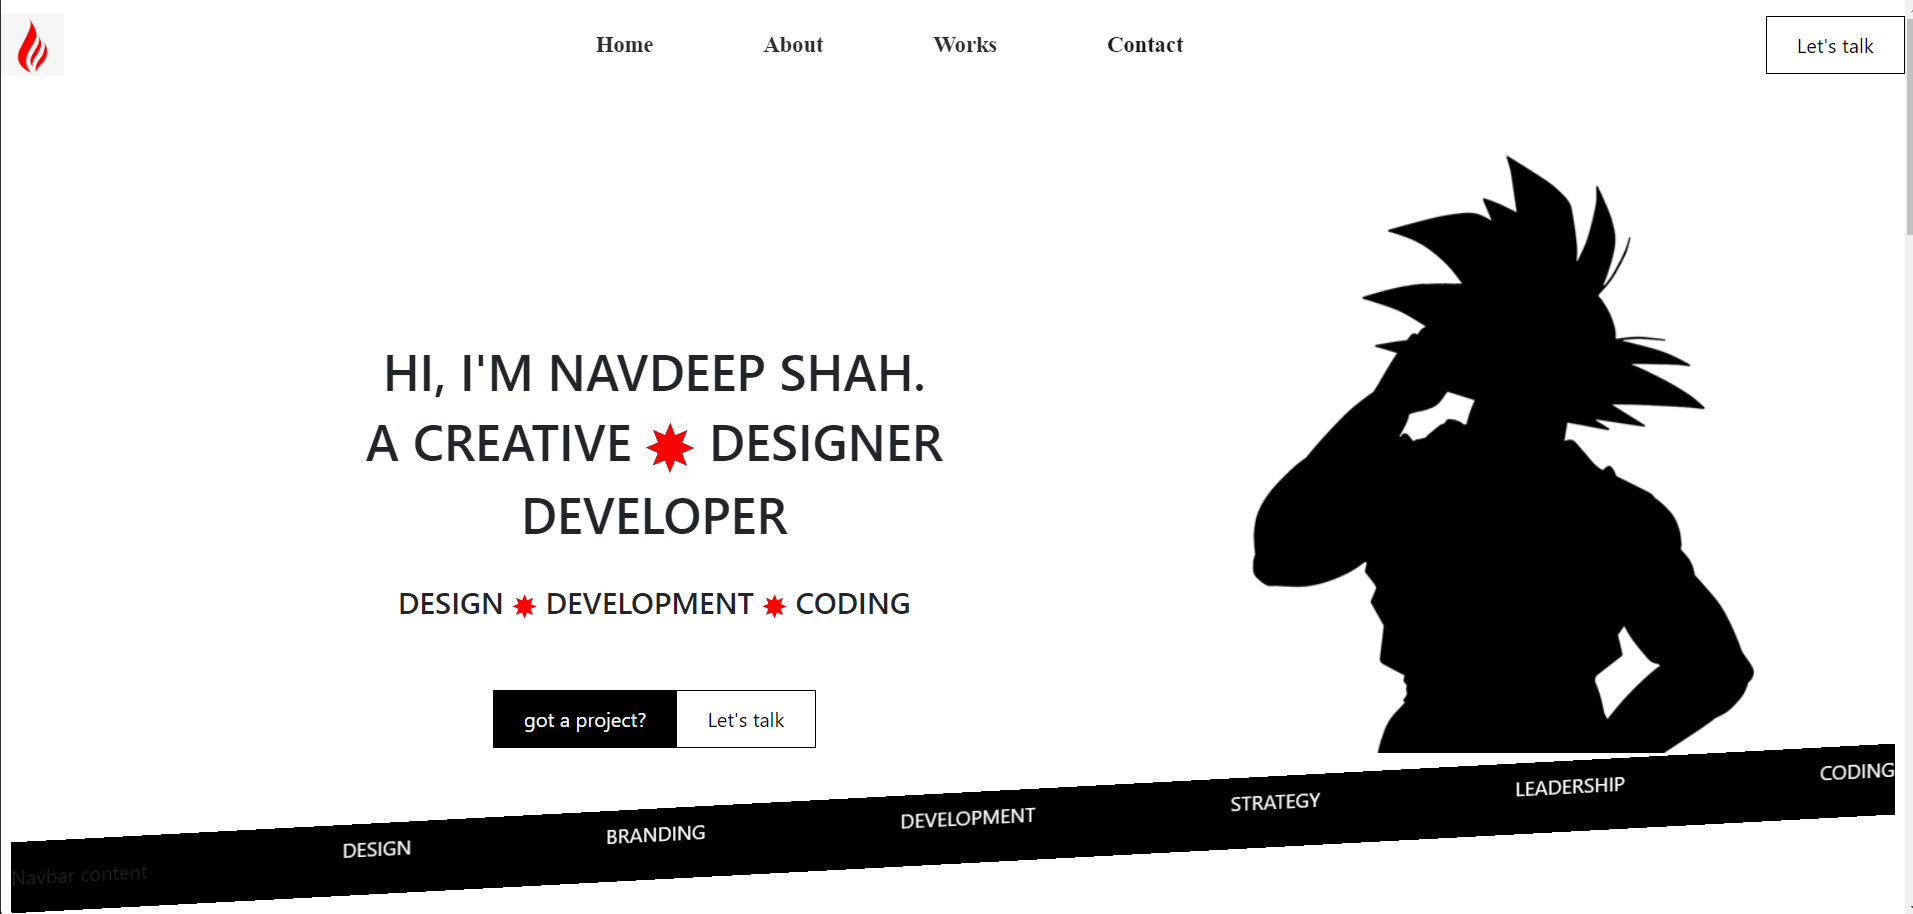 Home About Works Contact Let's talk
HI, I'M NAVDEEP SHAH.
A CREATIVE DESIGNER
DEVELOPER
DESIGN DEVELOPMENT CODING
got a project? Let's talk
Navbar content DESIGN BRANDING DEVELOPMENT STRATEGY LEADERSHIP CODING